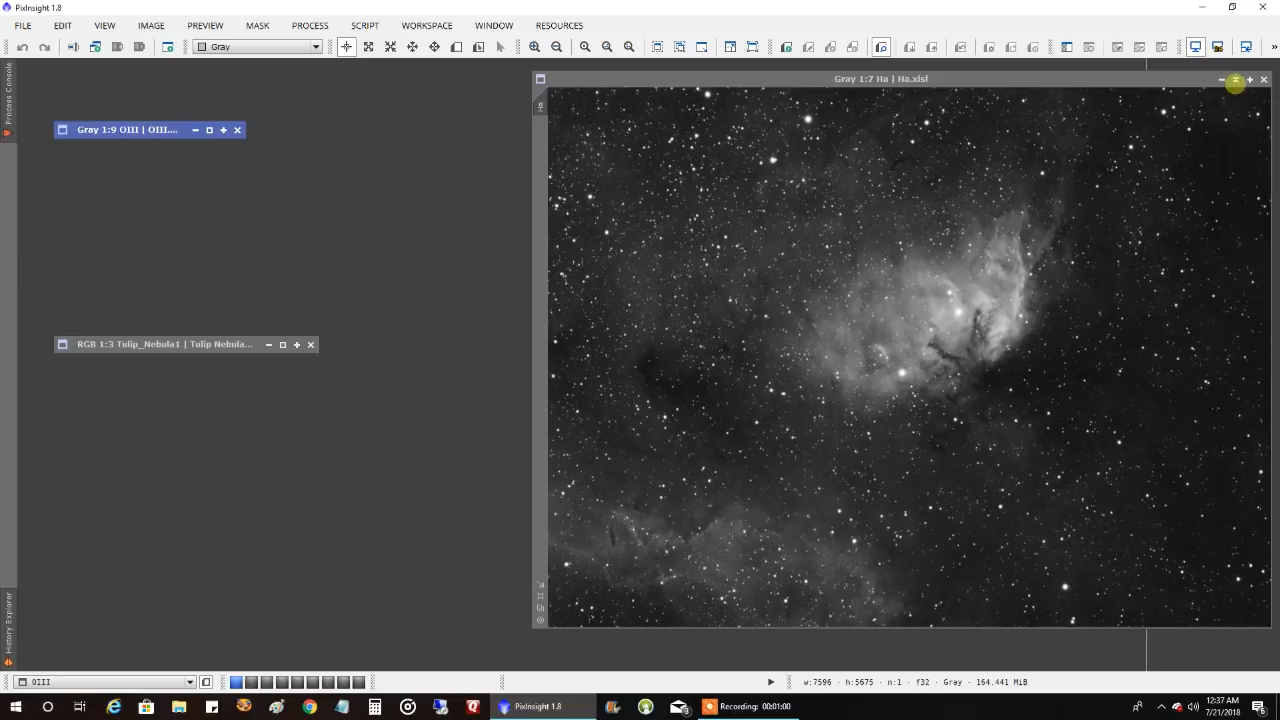 PixInsight 1.8
FILE EDIT VIEW IMAGE PREVIEW MASK PROCESS SCRIPT WORKSPACE WINDOW RESOURCES
Gray
Process Console
Gray 1:7 Ha | Ha.xisf
Ha
Gray 1:9 OIII | OIII....
RGB 1:3 Tulip_Nebula1 | Tulip Nebula...
History Explorer
OIII
w:7596 · h:5675 · n:1 · f32 · Gray · 164.441 MiB
PixInsight 1.8
Recording: 00:01:00
12:37 AM
7/21/2018